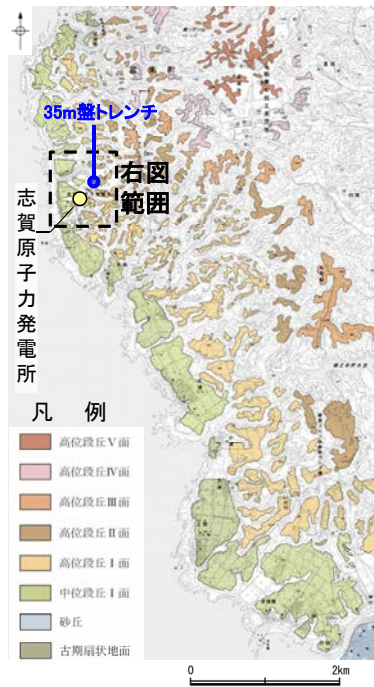 35m盤トレンチ
右図
範囲
志賀原子力発電所
凡 例
高位段丘Ⅴ面
高位段丘Ⅳ面
高位段丘Ⅲ面
高位段丘Ⅱ面
高位段丘Ⅰ面
中位段丘Ⅰ面
砂丘
古期扇状地面
0 2km